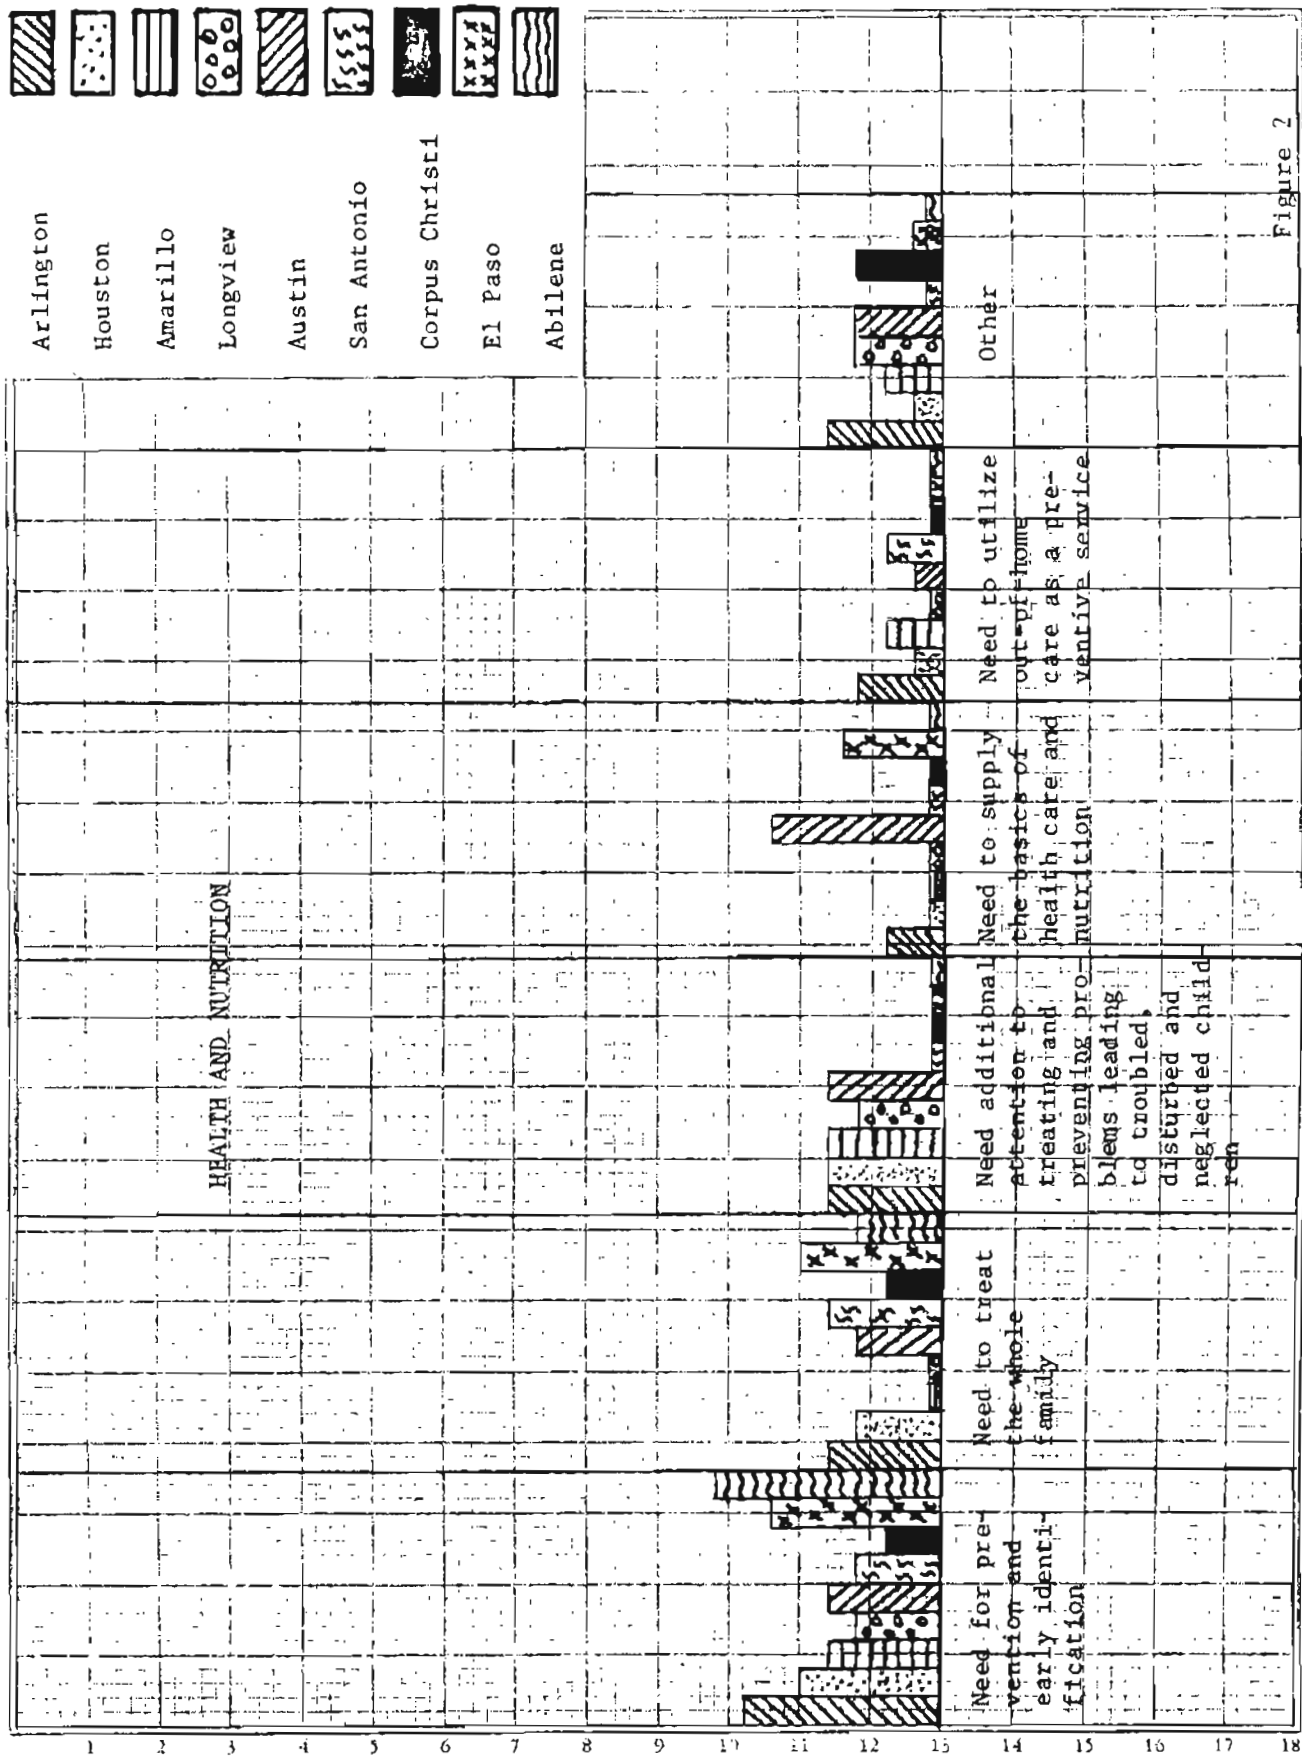 Arlington
Houston
Amarillo
Longview
Austin
San Antonio
Corpus Christi
El Paso
Abilene
HEALTH AND NUTRITION
1
2
3
4
5
6
7
8
9
10
11
12
13
14
15
16
17
18
Need for pre-
vention and
early identi-
fication
Need to treat
the whole
family
Need additional
attention to
treating and
preventing pro-
blems leading
to troubled,
disturbed and
neglected child
ren
Need to supply
the basics of
health care and
nutrition
Need to utilize
out-of-home
care as a pre-
ventive service
Other
Figure 2